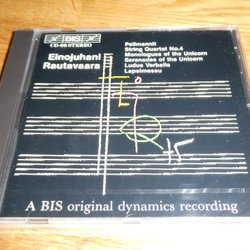 BIS
CD-66 STEREO
Einojuhani
Rautavaara
Pelimannit
String Quartet No.4
Monologues of the Unicorn
Serenades of the Unicorn
Ludus Verbalis
Lapsimessu
A BIS original dynamics recording